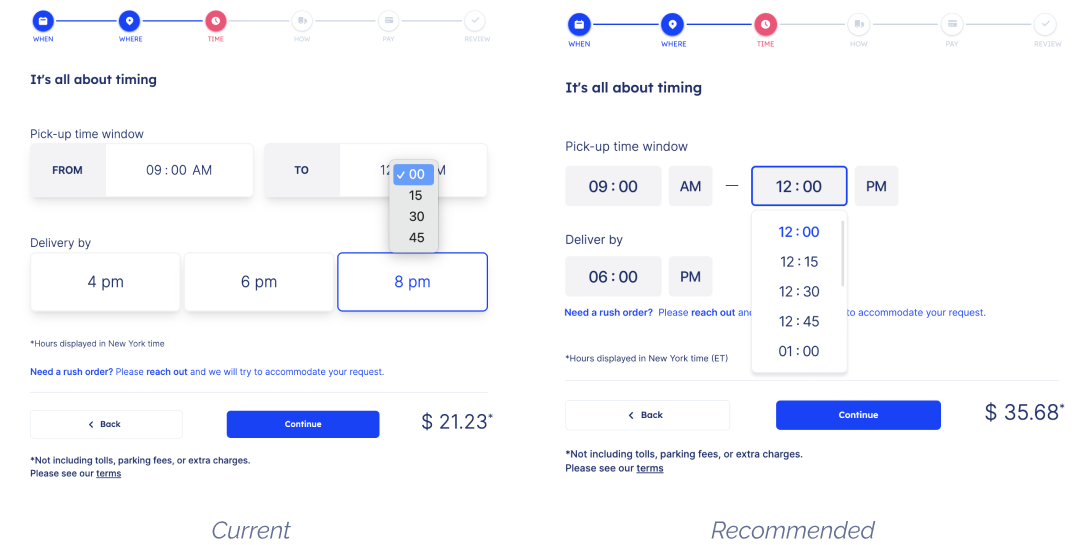 WHEN WHERE TIME HOW PAY REVIEW
It's all about timing
Pick-up time window
FROM 09 : 00 AM TO 12 M
00
15
30
45
Delivery by
4 pm 6 pm 8 pm
*Hours displayed in New York time
Need a rush order? Please reach out and we will try to accommodate your request.
Back Continue $ 21.23*
*Not including tolls, parking fees, or extra charges.
Please see our terms
Current
WHEN WHERE TIME HOW PAY REVIEW
It's all about timing
Pick-up time window
09 : 00 AM — 12 : 00 PM
12 : 00
12 : 15
12 : 30
12 : 45
01 : 00
Deliver by
06 : 00 PM
Need a rush order? Please reach out to accommodate your request.
*Hours displayed in New York time (ET)
Back Continue $ 35.68*
*Not including tolls, parking fees, or extra charges.
Please see our terms
Recommended